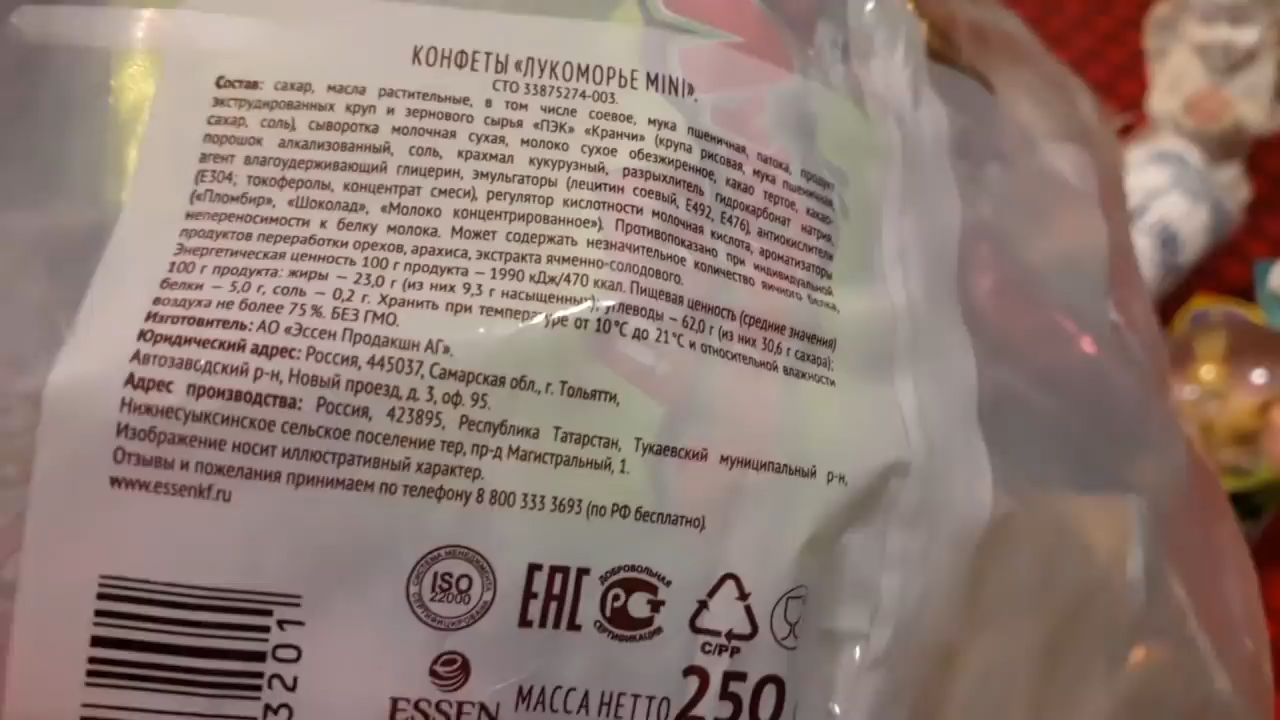 КОНФЕТЫ «ЛУКОМОРЬЕ MINI».
СТО 33875274-003.
Состав: сахар, масла растительные, в том числе соевое, мука пшеничная, патока, продукт
экструдированных круп и зернового сырья «ПЭК» «Кранчи» (крупа рисовая, мука пшеничная,
сахар, соль), сыворотка молочная сухая, молоко сухое обезжиренное, какао тертое, какао-
порошок алкализованный, соль, крахмал кукурузный, разрыхлитель гидрокарбонат натрия,
агент влагоудерживающий глицерин, эмульгаторы (лецитин соевый, Е492, Е476), антиокислители
(Е304; токоферолы, концентрат смеси), регулятор кислотности молочная кислота, ароматизаторы
(«Пломбир», «Шоколад», «Молоко концентрированное»). Противопоказано при индивидуальной
непереносимости к белку молока. Может содержать незначительное количество яичного белка,
продуктов переработки орехов, арахиса, экстракта ячменно-солодового.
Энергетическая ценность 100 г продукта — 1990 кДж/470 ккал. Пищевая ценность (средние значения)
100 г продукта: жиры — 23,0 г (из них 9,3 г насыщенных); углеводы — 62,0 г (из них 30,6 г сахара);
белки — 5,0 г, соль — 0,2 г. Хранить при температуре от 10°С до 21°С и относительной влажности
воздуха не более 75 %. БЕЗ ГМО.
Изготовитель: АО «Эссен Продакшн АГ».
Юридический адрес: Россия, 445037, Самарская обл., г. Тольятти,
Автозаводский р-н, Новый проезд, д. 3, оф. 95.
Адрес производства: Россия, 423895, Республика Татарстан, Тукаевский муниципальный р-н,
Нижнесуыксинское сельское поселение тер, пр-д Магистральный, 1.
Изображение носит иллюстративный характер.
Отзывы и пожелания принимаем по телефону 8 800 333 3693 (по РФ бесплатно).
www.essenkf.ru
СИСТЕМА МЕНЕДЖМЕНТА
ISO
22000
СЕРТИФИЦИРОВАНА
ЕАС
ДОБРОВОЛЬНАЯ
РСТ
СЕРТИФИКАЦИЯ
C/PP
3201
ESSEN
МАССА НЕТТО 250